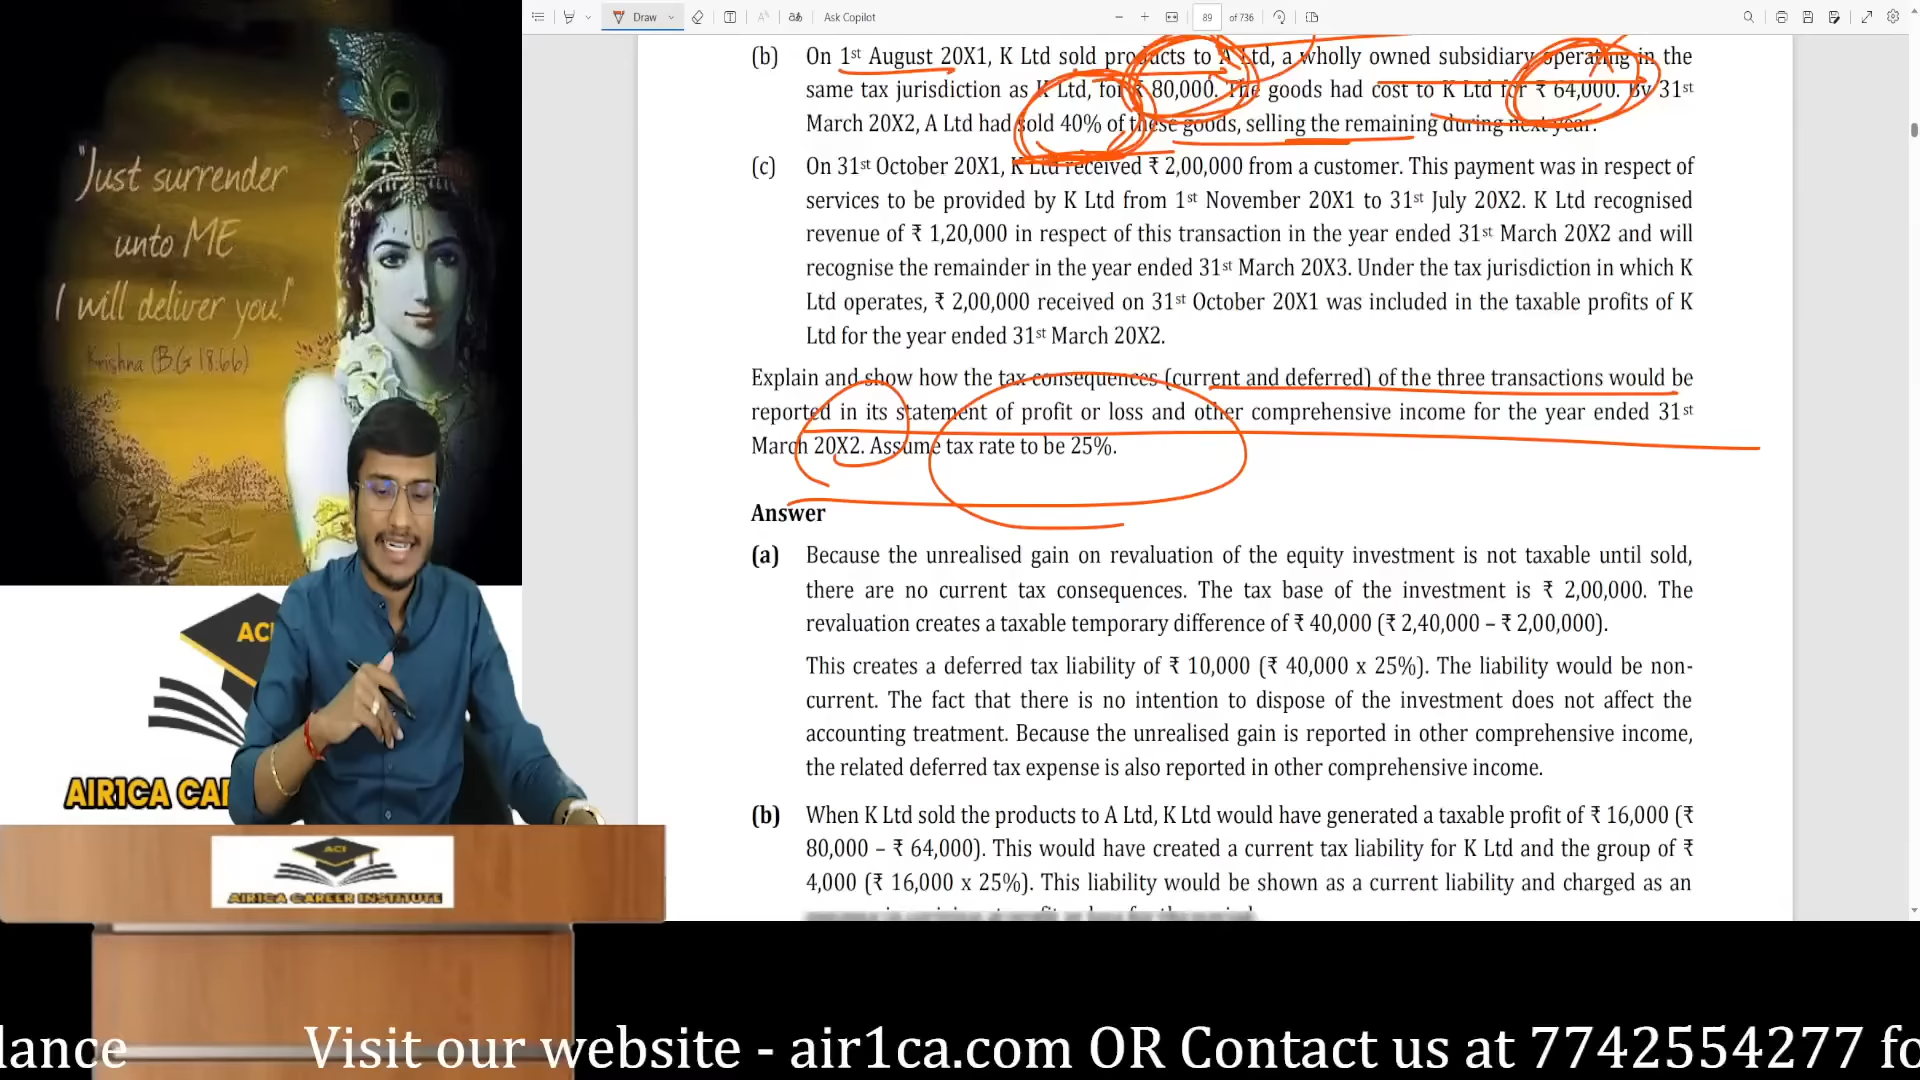 Draw
Ask Copilot
89
of 736
(b) On 1st August 20X1, K Ltd sold products to A Ltd, a wholly owned subsidiary operating in the
same tax jurisdiction as K Ltd, for ₹ 80,000. The goods had cost to K Ltd for ₹ 64,000. By 31st
March 20X2, A Ltd had sold 40% of these goods, selling the remaining during next year.
(c) On 31st October 20X1, K Ltd received ₹ 2,00,000 from a customer. This payment was in respect of
services to be provided by K Ltd from 1st November 20X1 to 31st July 20X2. K Ltd recognised
revenue of ₹ 1,20,000 in respect of this transaction in the year ended 31st March 20X2 and will
recognise the remainder in the year ended 31st March 20X3. Under the tax jurisdiction in which K
Ltd operates, ₹ 2,00,000 received on 31st October 20X1 was included in the taxable profits of K
Ltd for the year ended 31st March 20X2.
Explain and show how the tax consequences (current and deferred) of the three transactions would be
reported in its statement of profit or loss and other comprehensive income for the year ended 31st
March 20X2. Assume tax rate to be 25%.
Answer
(a) Because the unrealised gain on revaluation of the equity investment is not taxable until sold,
there are no current tax consequences. The tax base of the investment is ₹ 2,00,000. The
revaluation creates a taxable temporary difference of ₹ 40,000 (₹ 2,40,000 – ₹ 2,00,000).
This creates a deferred tax liability of ₹ 10,000 (₹ 40,000 x 25%). The liability would be non-
current. The fact that there is no intention to dispose of the investment does not affect the
accounting treatment. Because the unrealised gain is reported in other comprehensive income,
the related deferred tax expense is also reported in other comprehensive income.
(b) When K Ltd sold the products to A Ltd, K Ltd would have generated a taxable profit of ₹ 16,000 (₹
80,000 – ₹ 64,000). This would have created a current tax liability for K Ltd and the group of ₹
4,000 (₹ 16,000 x 25%). This liability would be shown as a current liability and charged as an
"Just surrender
unto ME
I will deliver you!"
Krishna (B.G 18:66)
ACI
AIR1CA CAR
ACI
AIR1CA CAREER INSTITUTE
lance
Visit our website - air1ca.com OR Contact us at 7742554277 fo